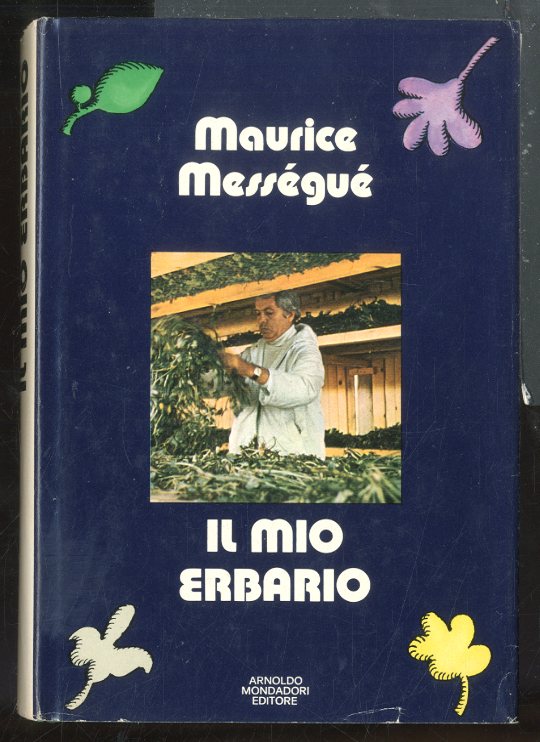 Maurice
Mességué
IL MIO
ERBARIO
ARNOLDO
MONDADORI
EDITORE
IL MIO ERBARIO